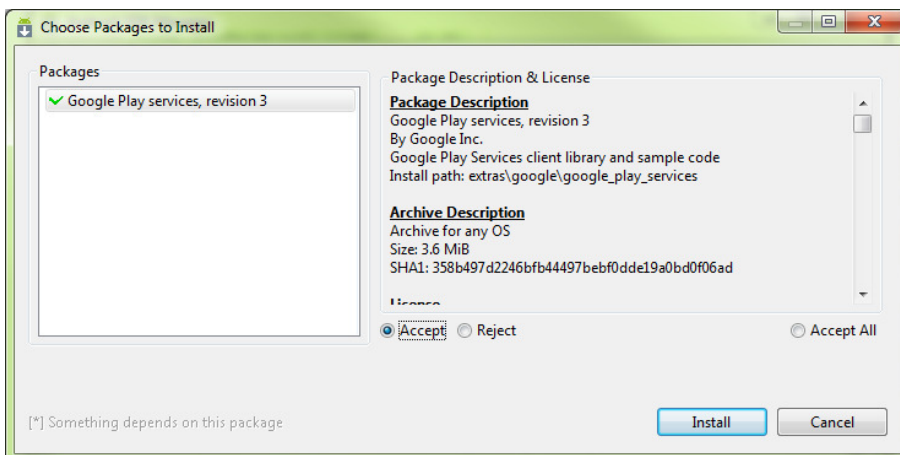 Choose Packages to Install
Packages
Google Play services, revision 3
Package Description & License
Package Description
Google Play services, revision 3
By Google Inc.
Google Play Services client library and sample code
Install path: extras\google\google_play_services
Archive Description
Archive for any OS
Size: 3.6 MiB
SHA1: 358b497d2246bfb44497bebf0dde19a0bd0f06ad
License
Accept Reject Accept All
[*] Something depends on this package
Install Cancel